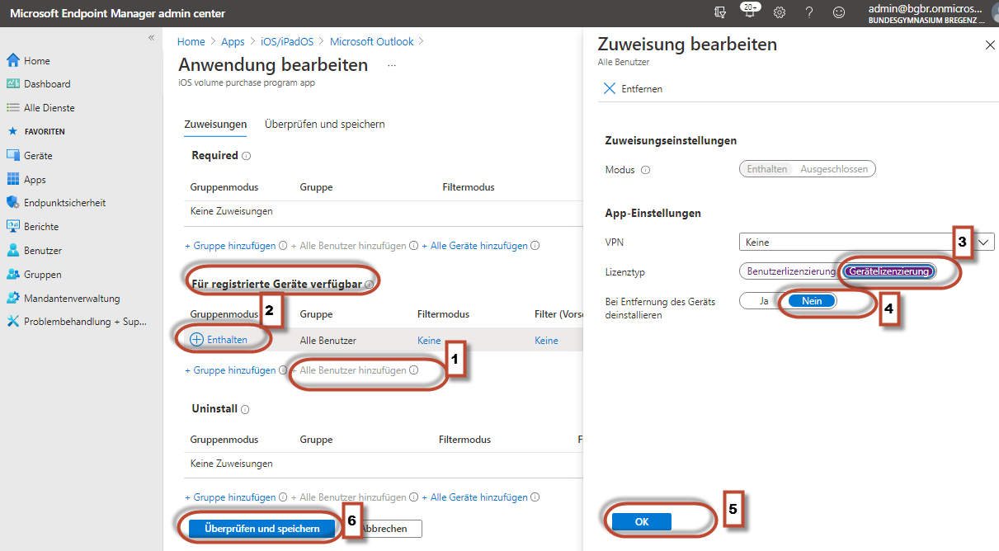 Microsoft Endpoint Manager admin center
20+
admin@bgbr.onmicros...
BUNDESGYMNASIUM BREGENZ ...
Home
Dashboard
Alle Dienste
FAVORITEN
Geräte
Apps
Endpunktsicherheit
Berichte
Benutzer
Gruppen
Mandantenverwaltung
Problembehandlung + Sup...
Home > Apps > iOS/iPadOS > Microsoft Outlook >
Anwendung bearbeiten ...
iOS volume purchase program app
Zuweisungen Überprüfen und speichern
Required
Gruppenmodus Gruppe Filtermodus
Keine Zuweisungen
+ Gruppe hinzufügen + Alle Benutzer hinzufügen + Alle Geräte hinzufügen
Für registrierte Geräte verfügbar
2
Gruppenmodus Gruppe Filtermodus Filter (Vorsc
Enthalten Alle Benutzer Keine Keine
1
+ Gruppe hinzufügen + Alle Benutzer hinzufügen
Uninstall
Gruppenmodus Gruppe Filtermodus F
Keine Zuweisungen
+ Gruppe hinzufügen + Alle Benutzer hinzufügen + Alle Geräte hinzufügen
Überprüfen und speichern 6 Abbrechen
Zuweisung bearbeiten
Alle Benutzer
Entfernen
Zuweisungseinstellungen
Modus Enthalten Ausgeschlossen
App-Einstellungen
VPN Keine 3
Lizenztyp Benutzerlizenzierung Gerätelizenzierung
Bei Entfernung des Geräts Ja Nein 4
deinstallieren
5
OK